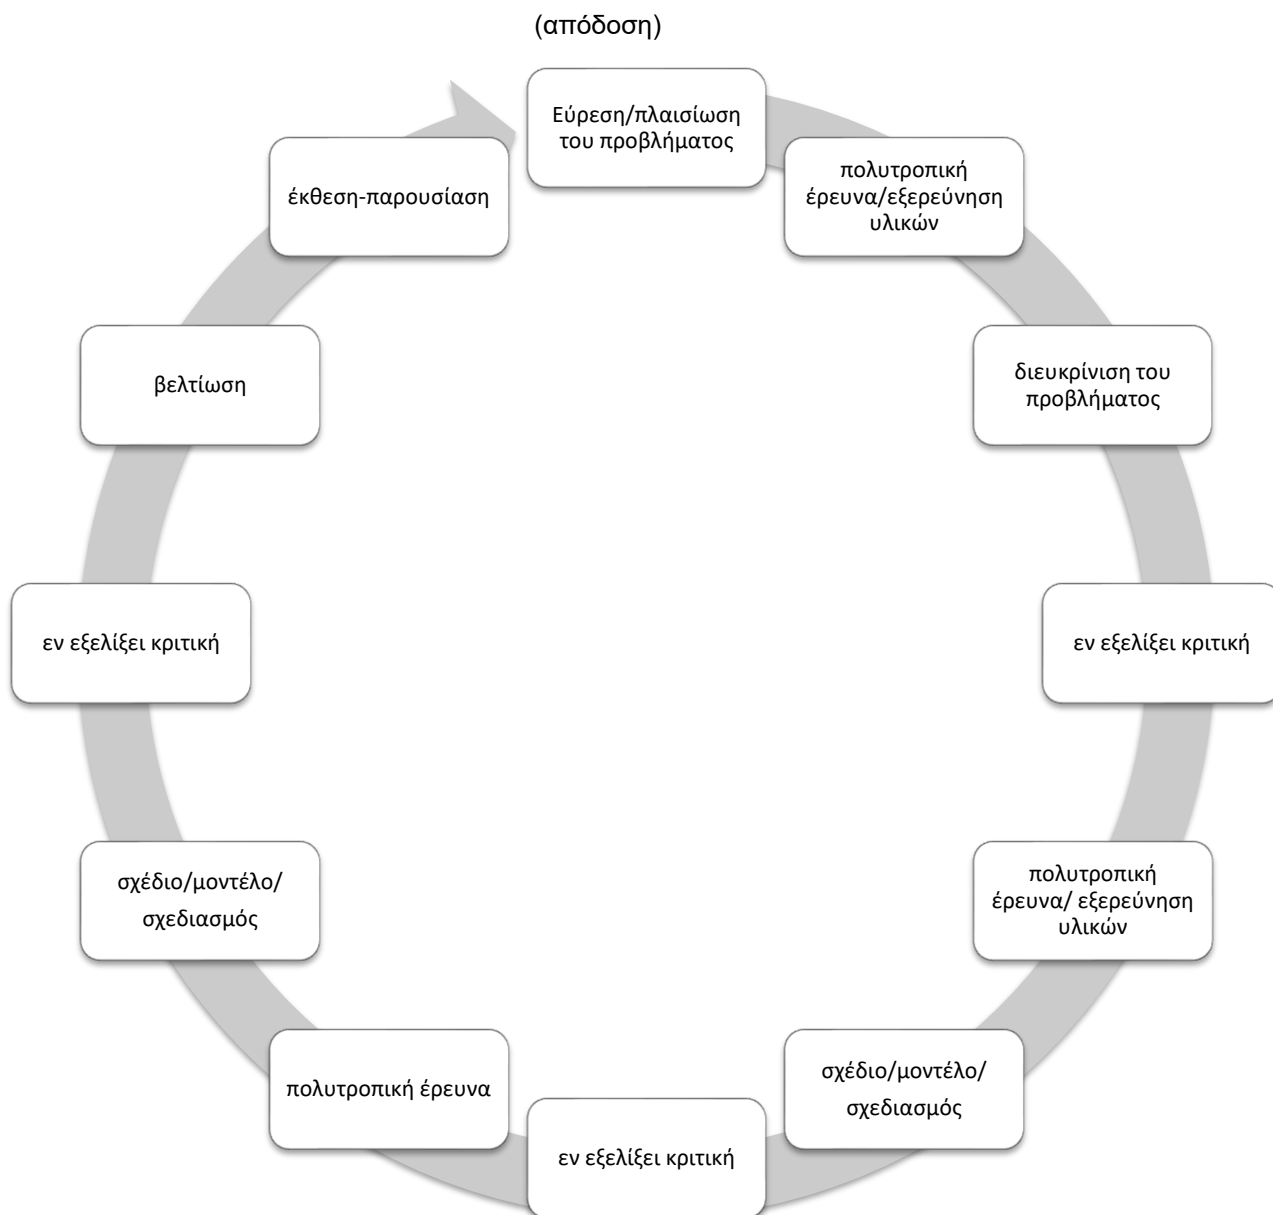 (απόδοση)
Εύρεση/πλαισίωση
του προβλήματος
πολυτροπική
έρευνα/εξερεύνηση
υλικών
διευκρίνιση του
προβλήματος
εν εξελίξει κριτική
πολυτροπική
έρευνα/ εξερεύνηση
υλικών
σχέδιο/μοντέλο/
σχεδιασμός
εν εξελίξει κριτική
πολυτροπική έρευνα
σχέδιο/μοντέλο/
σχεδιασμός
εν εξελίξει κριτική
βελτίωση
έκθεση-παρουσίαση